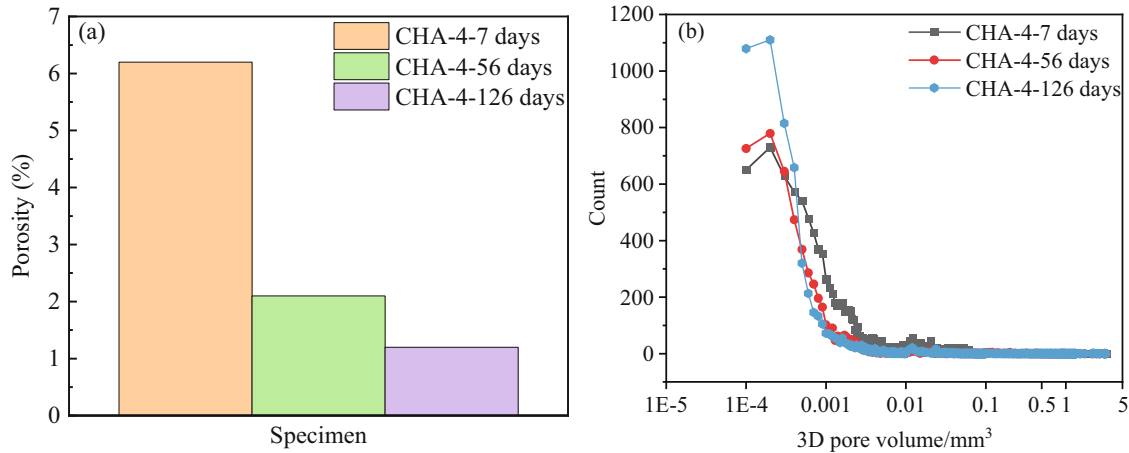 (a)
CHA-4-7 days
CHA-4-56 days
CHA-4-126 days
7
6
5
4
3
2
1
0
Porosity (%)
Specimen
(b)
CHA-4-7 days
CHA-4-56 days
CHA-4-126 days
1200
1000
800
600
400
200
0
Count
1E-5 1E-4 0.001 0.01 0.1 0.5 1 5
3D pore volume/mm³